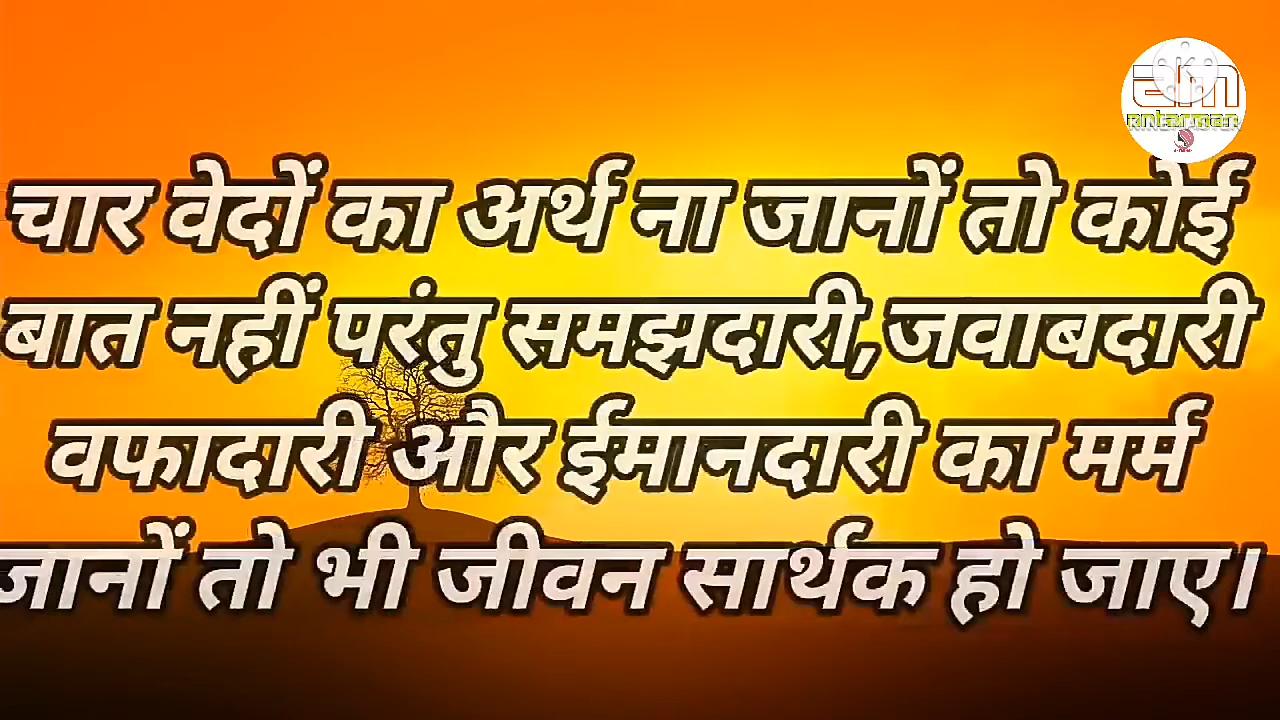 चार वेदों का अर्थ ना जानों तो कोई
बात नहीं परंतु समझदारी,जवाबदारी
वफादारी और ईमानदारी का मर्म
जानों तो भी जीवन सार्थक हो जाए।